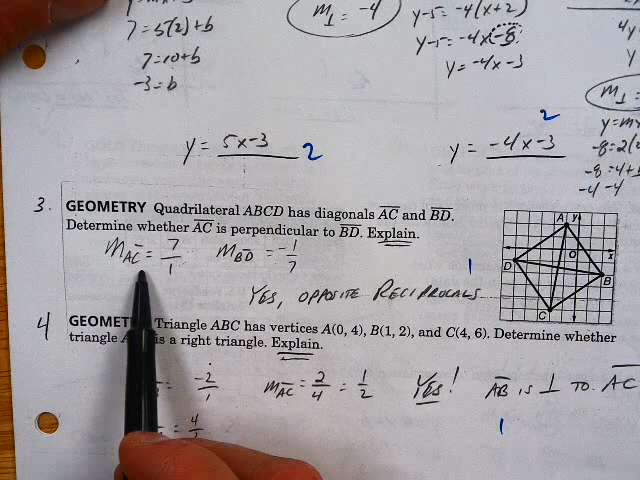 7 = 5(2) + b
7 = 10 + b
-3 = b
m⊥ = -4
y-5 = -4(x+2)
y-5 = -4x-8
y = -4x-3
4y
m⊥ =
y = 5x-3 2
y = -4x-3
2
y = m
-8 = 2(
-8 = 4 +
-4 -4
3. GEOMETRY Quadrilateral ABCD has diagonals AC and BD.
Determine whether AC is perpendicular to BD. Explain.
M AC = 7/1 M BD = -1/7
1
YES, OPPOSITE RECIPROCALS
A y
O x
D B
C
4 GEOMET Triangle ABC has vertices A(0, 4), B(1, 2), and C(4, 6). Determine whether
triangle is a right triangle. Explain.
= -2/1 M AC = 2/4 = 1/2 YES! AB IS ⊥ TO AC
= 4/3
1